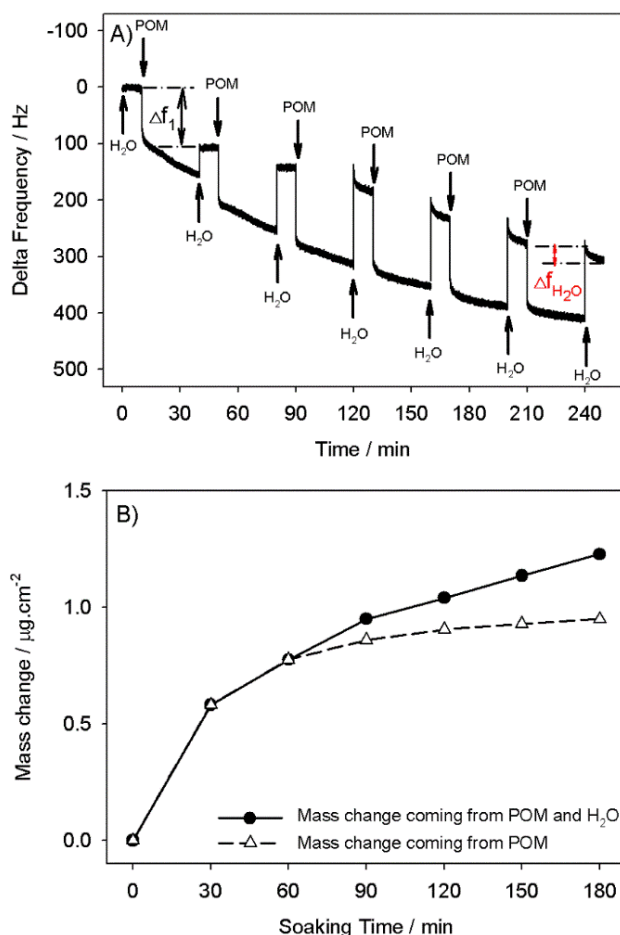 A)
POM
POM
POM
POM
POM
POM
Δf1
H2O
H2O
H2O
H2O
H2O
H2O
H2O
ΔfH2O
-100
0
100
200
300
400
500
Delta Frequency / Hz
0 30 60 90 120 150 180 210 240
Time / min
B)
1.5
1.0
0.5
0.0
Mass change / μg.cm-2
Mass change coming from POM and H2O
Mass change coming from POM
0 30 60 90 120 150 180
Soaking Time / min